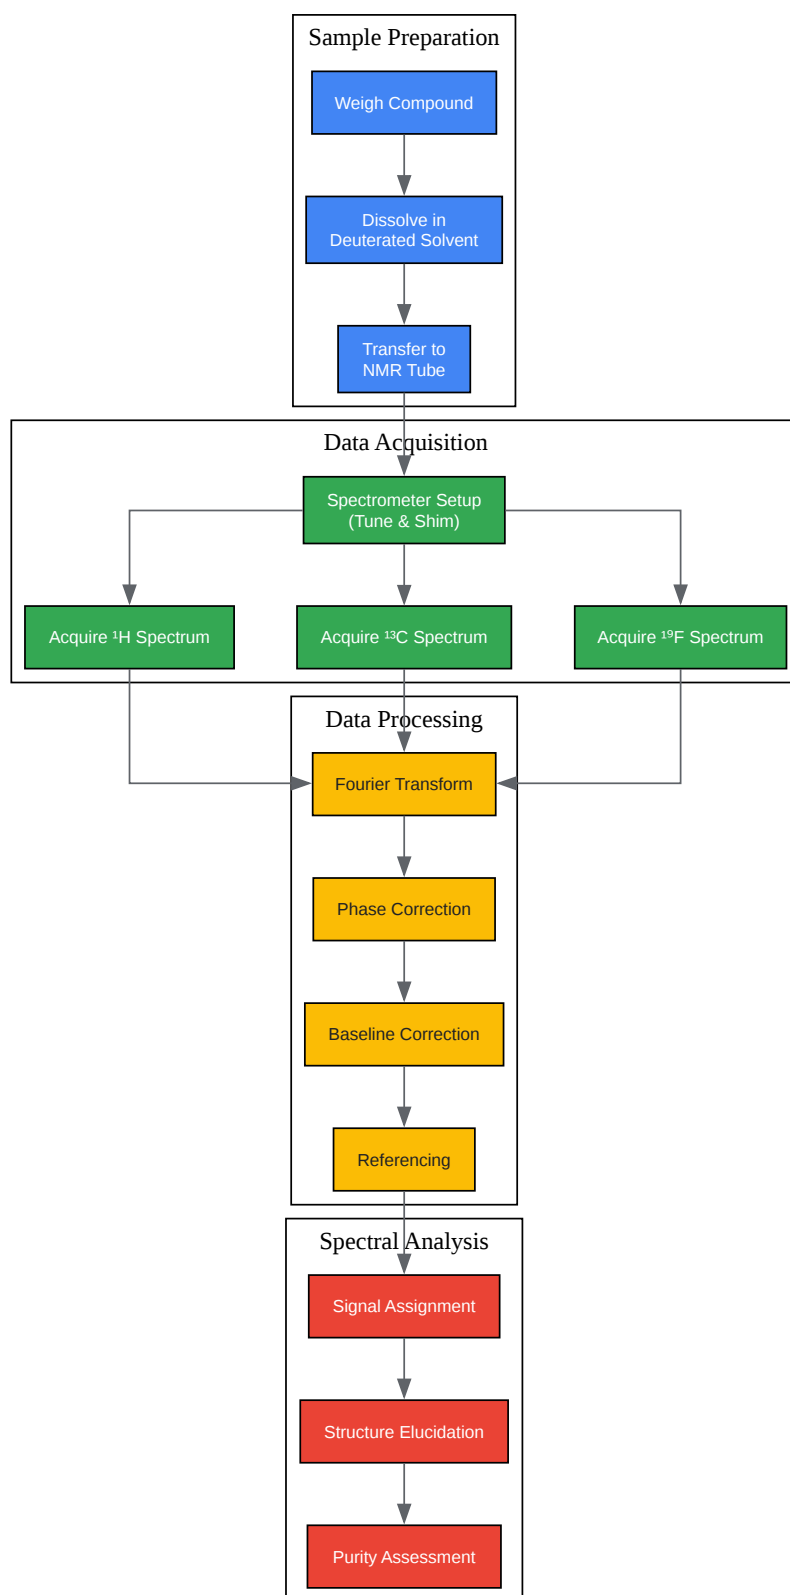 Sample Preparation
Weigh Compound
Dissolve in
Deuterated Solvent
Transfer to
NMR Tube
Data Acquisition
Spectrometer Setup
(Tune & Shim)
Acquire ¹H Spectrum
Acquire ¹³C Spectrum
Acquire ¹⁹F Spectrum
Data Processing
Fourier Transform
Phase Correction
Baseline Correction
Referencing
Spectral Analysis
Signal Assignment
Structure Elucidation
Purity Assessment